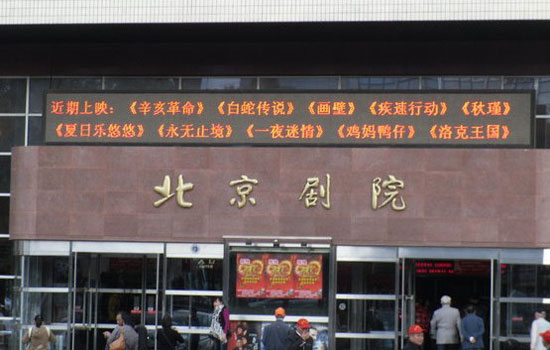 近期上映：《辛亥革命》《白蛇传说》《画壁》《疾速行动》《秋瑾》
《夏日乐悠悠》《永无止境》《一夜迷情》《鸡妈鸭仔》《洛克王国》
北京剧院